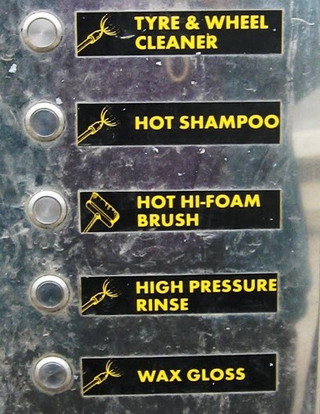 TYRE & WHEEL
CLEANER
HOT SHAMPOO
HOT HI-FOAM
BRUSH
HIGH PRESSURE
RINSE
WAX GLOSS